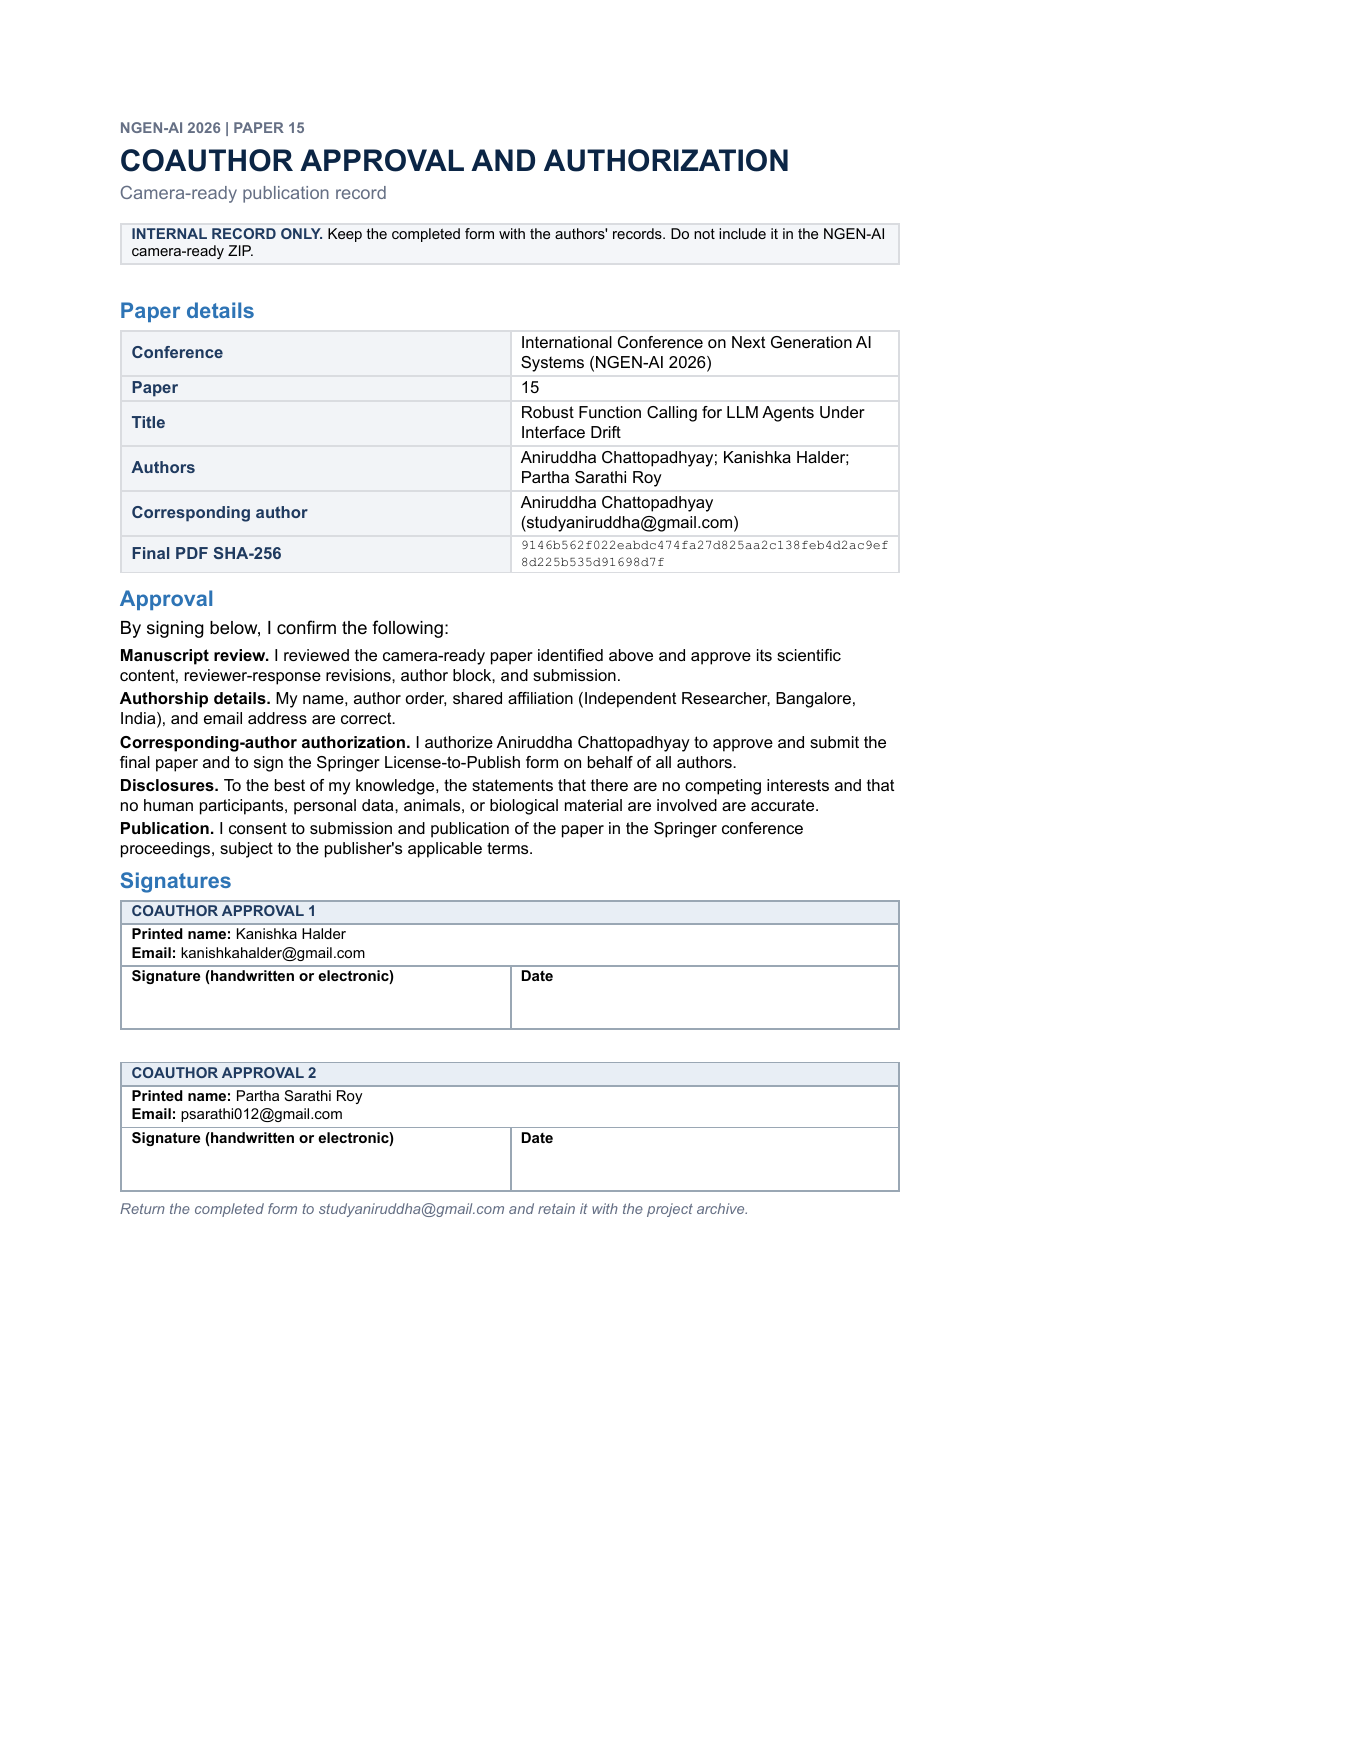 NGEN-AI 2026 | PAPER 15
COAUTHOR APPROVAL AND AUTHORIZATION
Camera-ready publication record
INTERNAL RECORD ONLY. Keep the completed form with the authors' records. Do not include it in the NGEN-AI
camera-ready ZIP.
Paper details
Conference
International Conference on Next Generation AI
Systems (NGEN-AI 2026)
Paper
15
Title
Robust Function Calling for LLM Agents Under
Interface Drift
Authors
Aniruddha Chattopadhyay; Kanishka Halder;
Partha Sarathi Roy
Corresponding author
Aniruddha Chattopadhyay
(studyaniruddha@gmail.com)
Final PDF SHA-256
9146b562f022eabdc474fa27d825aa2c138feb4d2ac9ef
8d225b535d91698d7f
Approval
By signing below, I confirm the following:
Manuscript review. I reviewed the camera-ready paper identified above and approve its scientific
content, reviewer-response revisions, author block, and submission.
Authorship details. My name, author order, shared affiliation (Independent Researcher, Bangalore,
India), and email address are correct.
Corresponding-author authorization. I authorize Aniruddha Chattopadhyay to approve and submit the
final paper and to sign the Springer License-to-Publish form on behalf of all authors.
Disclosures. To the best of my knowledge, the statements that there are no competing interests and that
no human participants, personal data, animals, or biological material are involved are accurate.
Publication. I consent to submission and publication of the paper in the Springer conference
proceedings, subject to the publisher's applicable terms.
Signatures
COAUTHOR APPROVAL 1
Printed name: Kanishka Halder
Email: kanishkahalder@gmail.com
Signature (handwritten or electronic)
Date
COAUTHOR APPROVAL 2
Printed name: Partha Sarathi Roy
Email: psarathi012@gmail.com
Signature (handwritten or electronic)
Date
Return the completed form to studyaniruddha@gmail.com and retain it with the project archive.